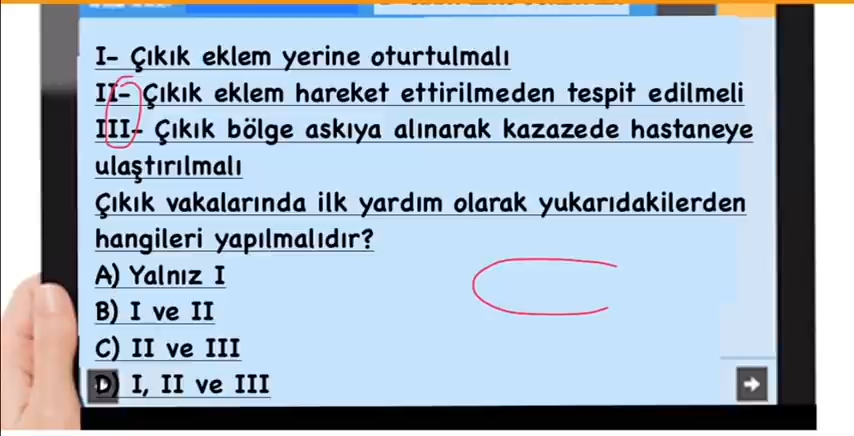 I- Çıkık eklem yerine oturtulmalı
II- Çıkık eklem hareket ettirilmeden tespit edilmeli
III- Çıkık bölge askıya alınarak kazazede hastaneye
ulaştırılmalı
Çıkık vakalarında ilk yardım olarak yukarıdakilerden
hangileri yapılmalıdır?
A) Yalnız I
B) I ve II
C) II ve III
D) I, II ve III